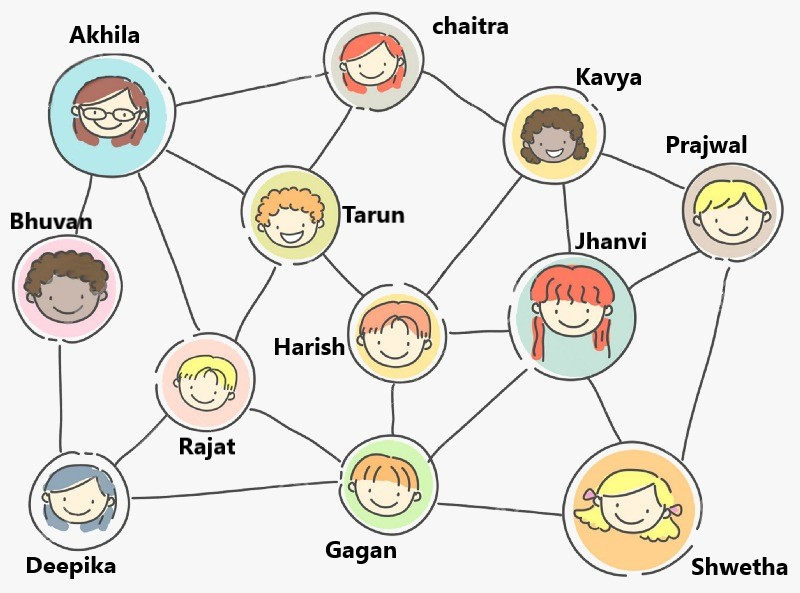 Akhila
chaitra
Kavya
Prajwal
Bhuvan
Tarun
Jhanvi
Harish
Rajat
Gagan
Deepika
Shwetha